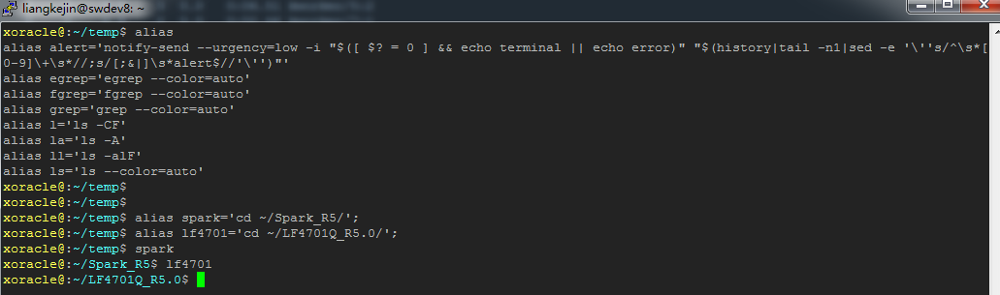 liangkejin@swdev8: ~
xoracle@:~/temp$ alias
alias alert='notify-send --urgency=low -i "$([ $? = 0 ] && echo terminal || echo error)" "$(history|tail -n1|sed -e '\''s/^\s*[
0-9]\+\s*//;s/[;&|]\s*alert$//'\'')"'
alias egrep='egrep --color=auto'
alias fgrep='fgrep --color=auto'
alias grep='grep --color=auto'
alias l='ls -CF'
alias la='ls -A'
alias ll='ls -alF'
alias ls='ls --color=auto'
xoracle@:~/temp$
xoracle@:~/temp$
xoracle@:~/temp$ alias spark='cd ~/Spark_R5/';
xoracle@:~/temp$ alias lf4701='cd ~/LF4701Q_R5.0/';
xoracle@:~/temp$ spark
xoracle@:~/Spark_R5$ lf4701
xoracle@:~/LF4701Q_R5.0$